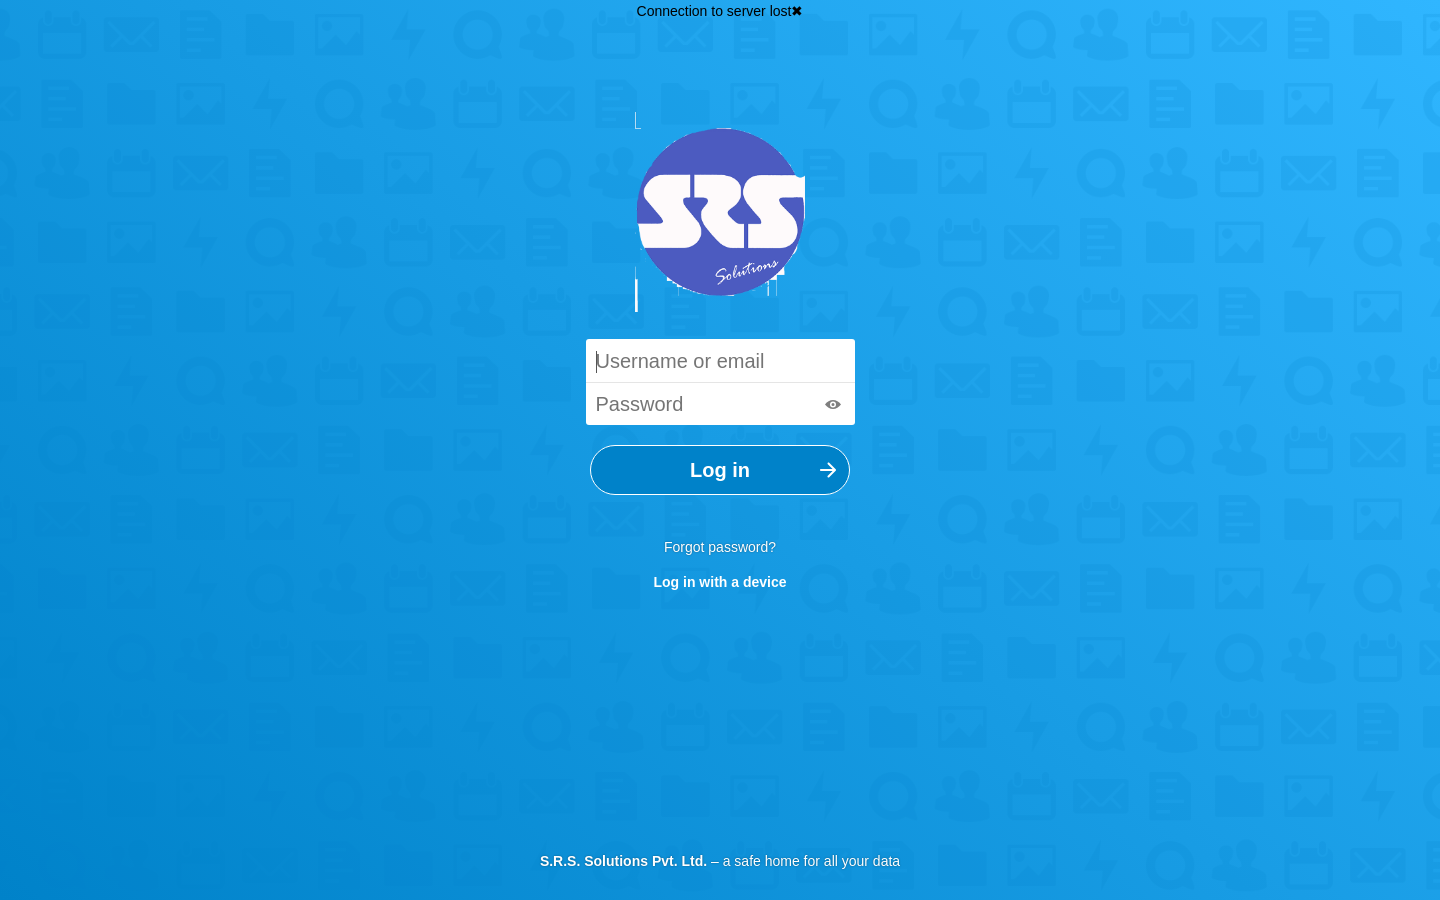 Connection to server lost✖
SRS
Solutions
Username or email
Password
Log in
Forgot password?
Log in with a device
S.R.S. Solutions Pvt. Ltd. – a safe home for all your data